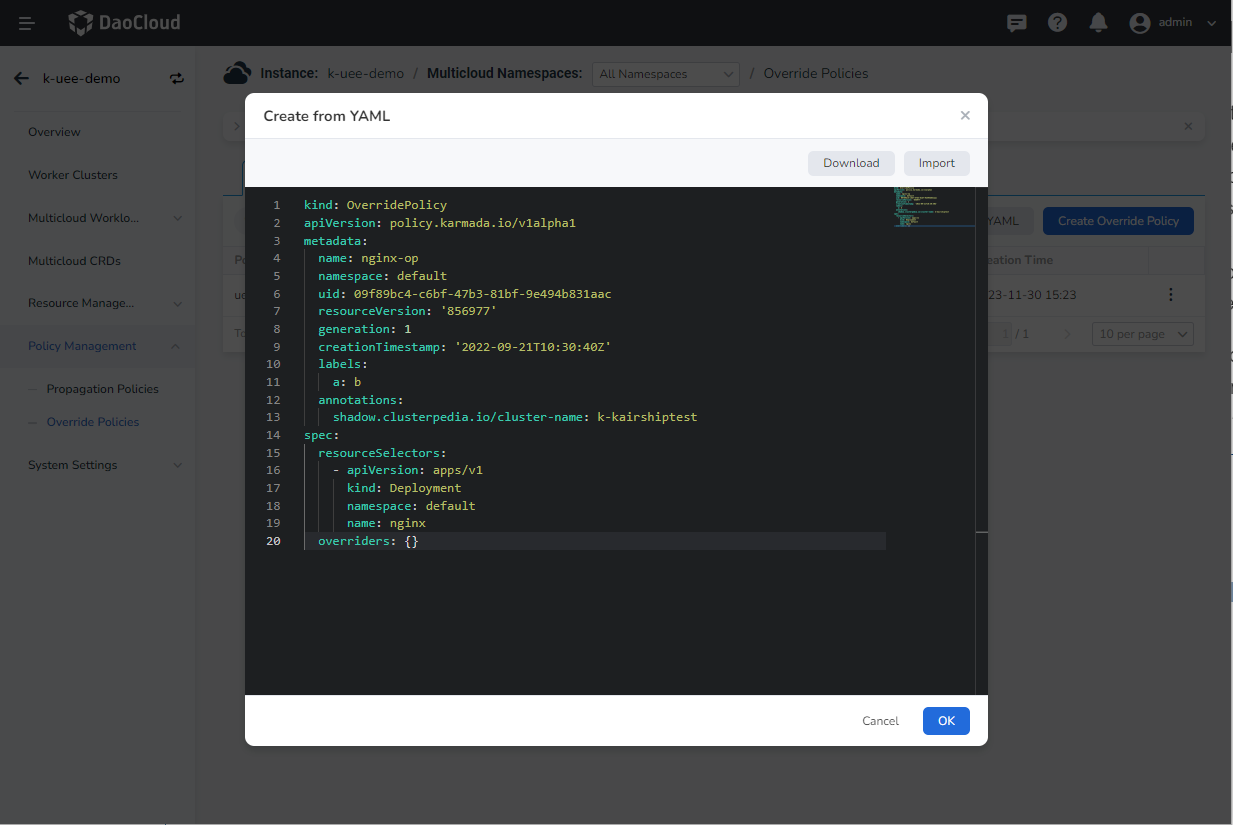 DaoCloud
admin
k-uee-demo
Instance: k-uee-demo / Multicloud Namespaces: All Namespaces / Override Policies
Overview
Worker Clusters
Multicloud Worklo...
Multicloud CRDs
Resource Manage...
Policy Management
Propagation Policies
Override Policies
System Settings
Create from YAML
Download Import
1 kind: OverridePolicy
2 apiVersion: policy.karmada.io/v1alpha1
3 metadata:
4 name: nginx-op
5 namespace: default
6 uid: 09f89bc4-c6bf-47b3-81bf-9e494b831aac
7 resourceVersion: '856977'
8 generation: 1
9 creationTimestamp: '2022-09-21T10:30:40Z'
10 labels:
11 a: b
12 annotations:
13 shadow.clusterpedia.io/cluster-name: k-kairshiptest
14 spec:
15 resourceSelectors:
16 - apiVersion: apps/v1
17 kind: Deployment
18 namespace: default
19 name: nginx
20 overriders: {}
Cancel OK
YAML Create Override Policy
eation Time
23-11-30 15:23
1 / 1 10 per page